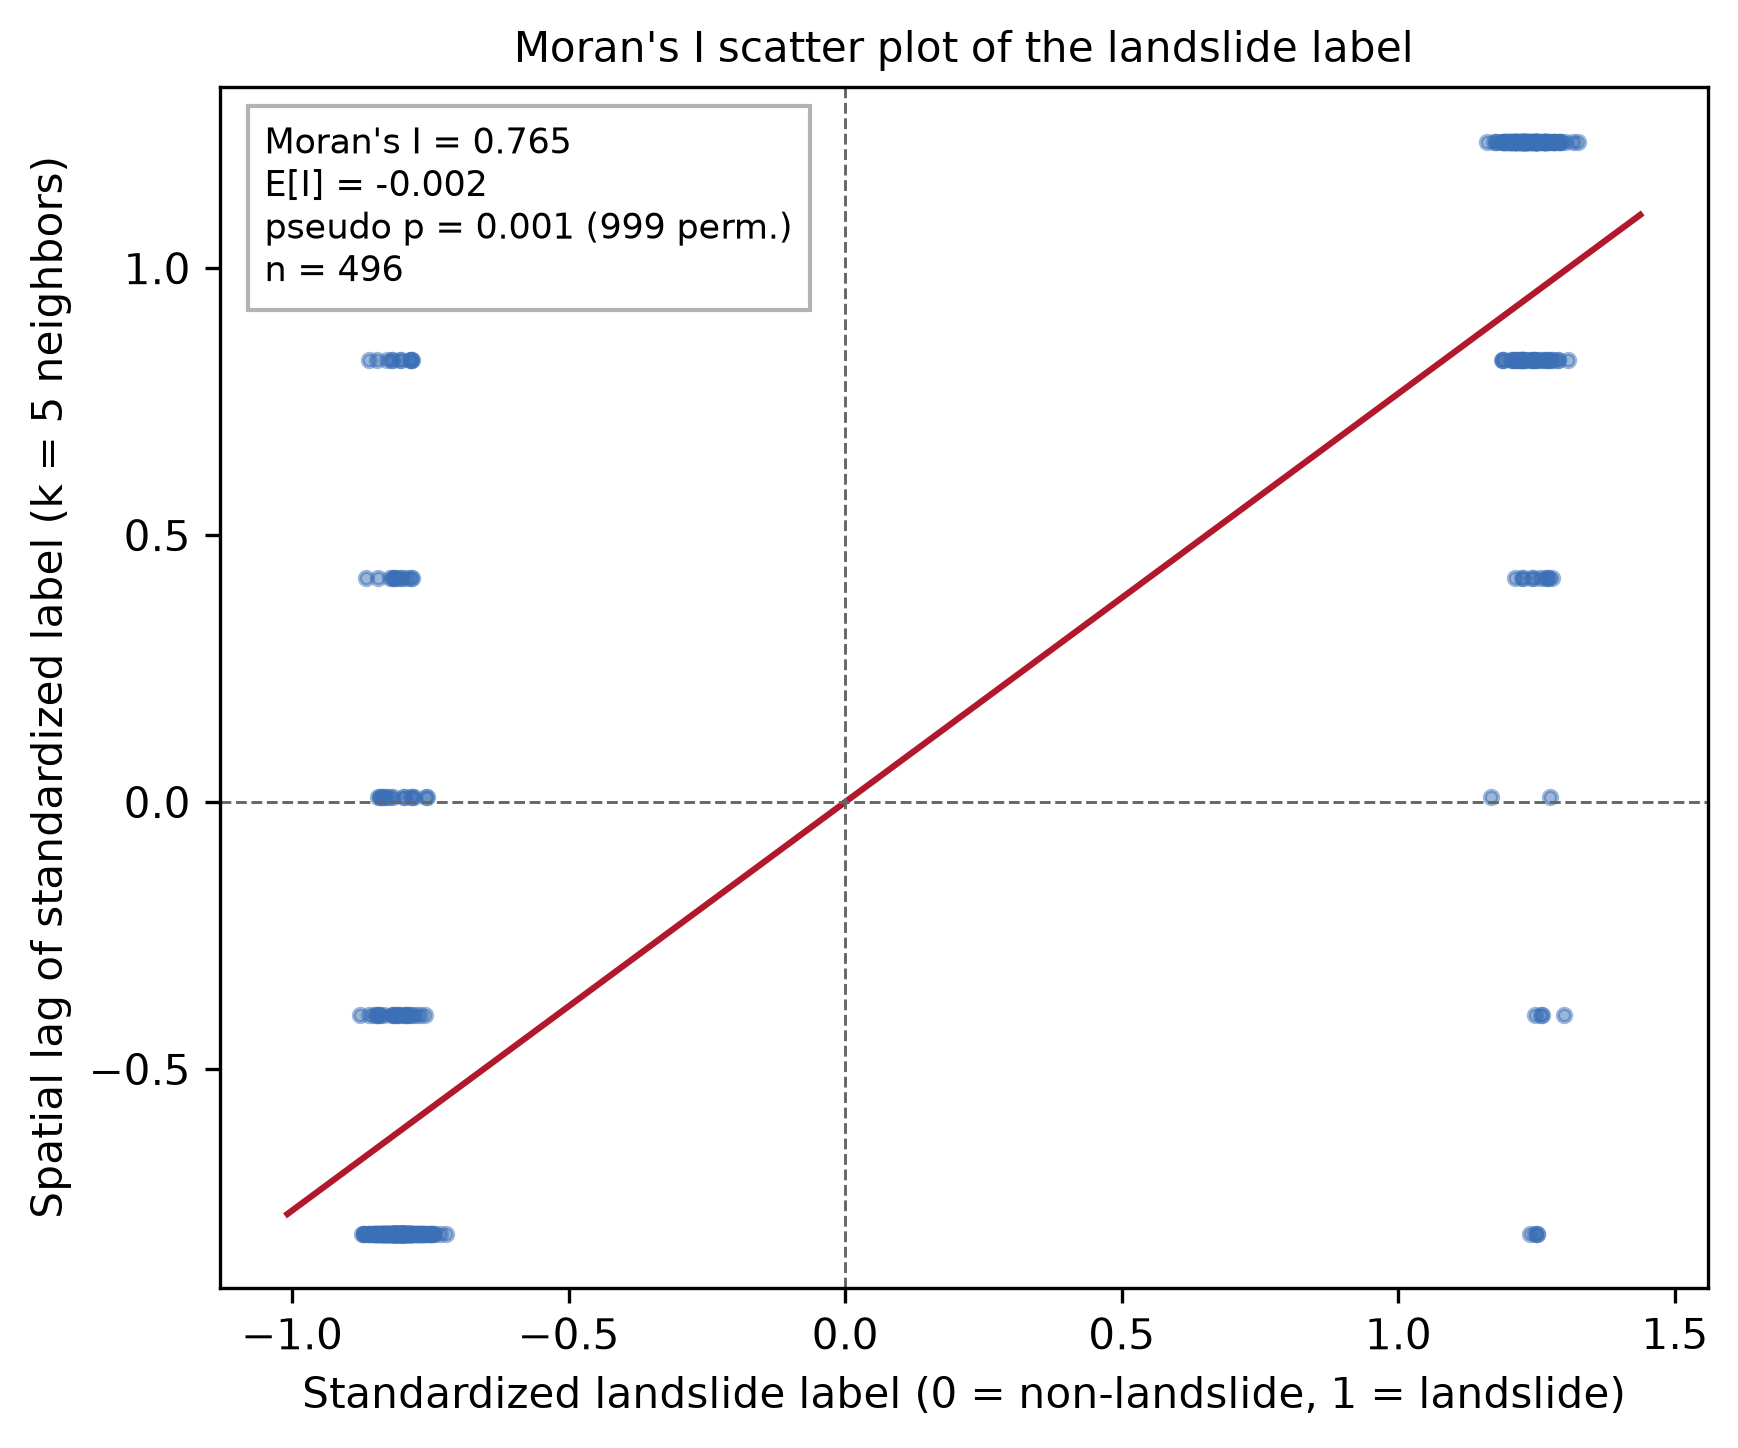 Moran's I scatter plot of the landslide label
Moran's I = 0.765
E[I] = -0.002
pseudo p = 0.001 (999 perm.)
n = 496
Spatial lag of standardized label (k = 5 neighbors)
1.0
0.5
0.0
−0.5
−1.0
−0.5
0.0
0.5
1.0
1.5
Standardized landslide label (0 = non-landslide, 1 = landslide)